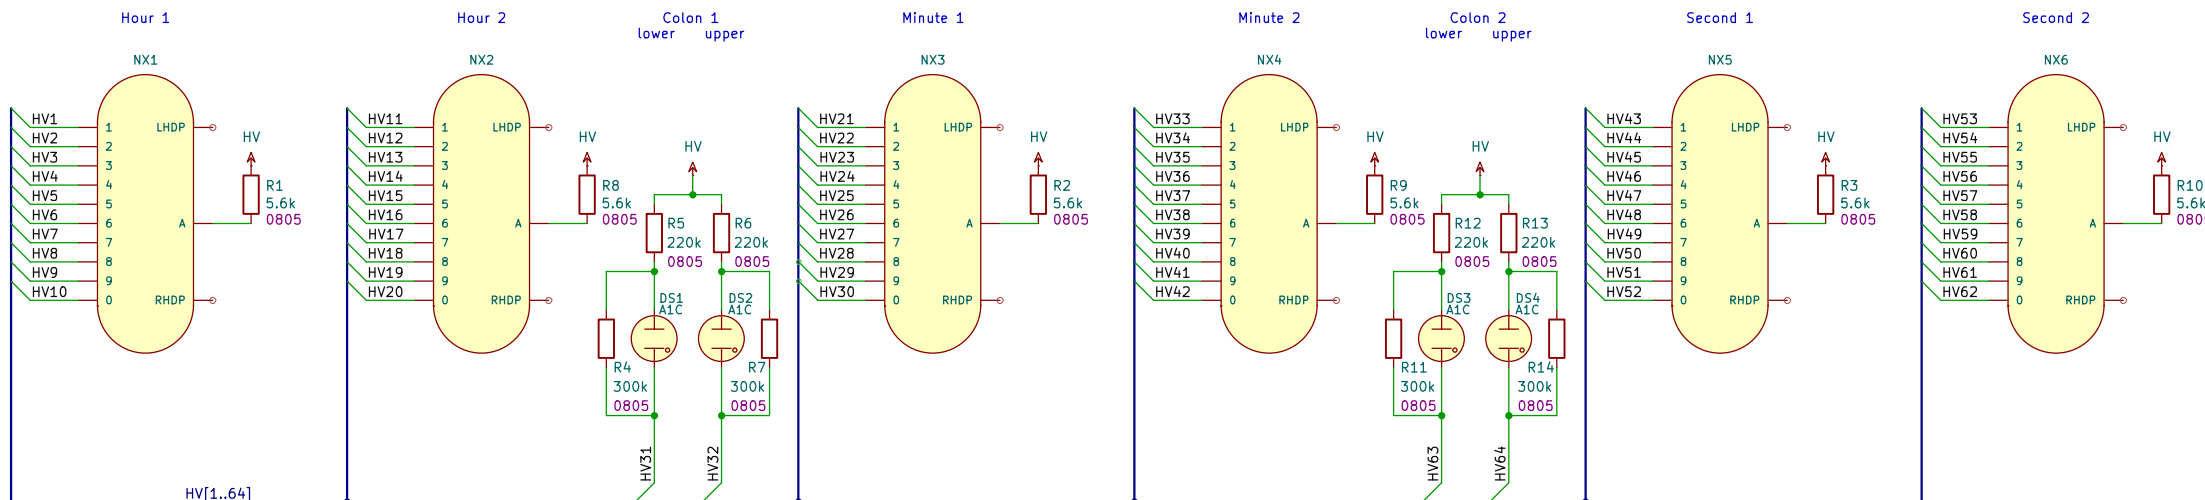 Hour 1
Hour 2
Colon 1
lower upper
Minute 1
Minute 2
Colon 2
lower upper
Second 1
Second 2
NX1
HV1
HV2
HV3
HV4
HV5
HV6
HV7
HV8
HV9
HV10
1
2
3
4
5
6
7
8
9
0
LHDP
A
RHDP
HV
R1
5.6k
0805
HV[1..64]
NX2
HV11
HV12
HV13
HV14
HV15
HV16
HV17
HV18
HV19
HV20
1
2
3
4
5
6
7
8
9
0
LHDP
A
RHDP
HV
R8
5.6k
0805
HV
R5
220k
0805
R6
220k
0805
DS1
A1C
DS2
A1C
R4
300k
0805
R7
300k
0805
HV31
HV32
NX3
HV21
HV22
HV23
HV24
HV25
HV26
HV27
HV28
HV29
HV30
1
2
3
4
5
6
7
8
9
0
LHDP
A
RHDP
HV
R2
5.6k
0805
NX4
HV33
HV34
HV35
HV36
HV37
HV38
HV39
HV40
HV41
HV42
1
2
3
4
5
6
7
8
9
0
LHDP
A
RHDP
HV
R9
5.6k
0805
HV
R12
220k
0805
R13
220k
0805
DS3
A1C
DS4
A1C
R11
300k
0805
R14
300k
0805
HV63
HV64
NX5
HV43
HV44
HV45
HV46
HV47
HV48
HV49
HV50
HV51
HV52
1
2
3
4
5
6
7
8
9
0
LHDP
A
RHDP
HV
R3
5.6k
0805
NX6
HV53
HV54
HV55
HV56
HV57
HV58
HV59
HV60
HV61
HV62
1
2
3
4
5
6
7
8
9
0
LHDP
A
RHDP
HV
R10
5.6k
080